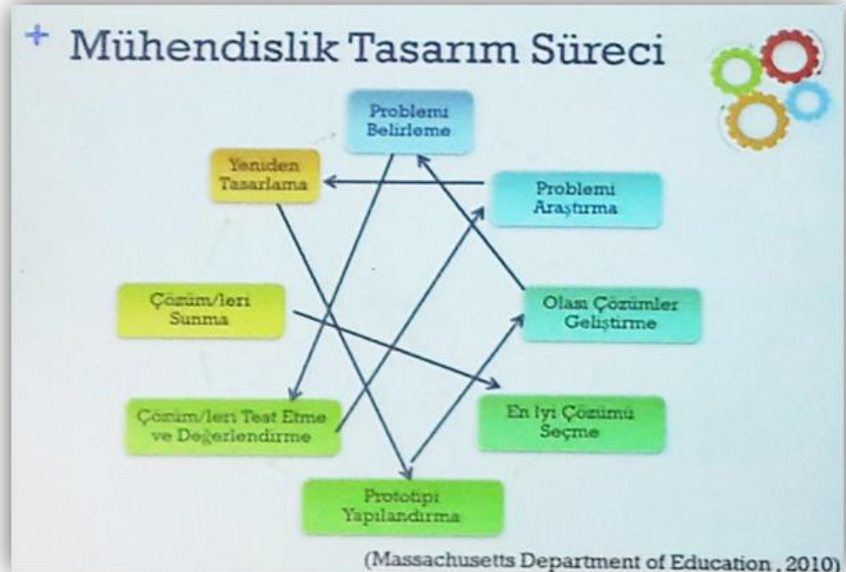 + Mühendislik Tasarım Süreci
Problemi
Belirleme
Yeniden
Tasarlama
Problemi
Araştırma
Çözüm/leri
Sunma
Olası Çözümler
Geliştirme
Çözüm/leri Test Etme
ve Değerlendirme
En İyi Çözümü
Seçme
Prototipi
Yapılandırma
(Massachusetts Department of Education , 2010)